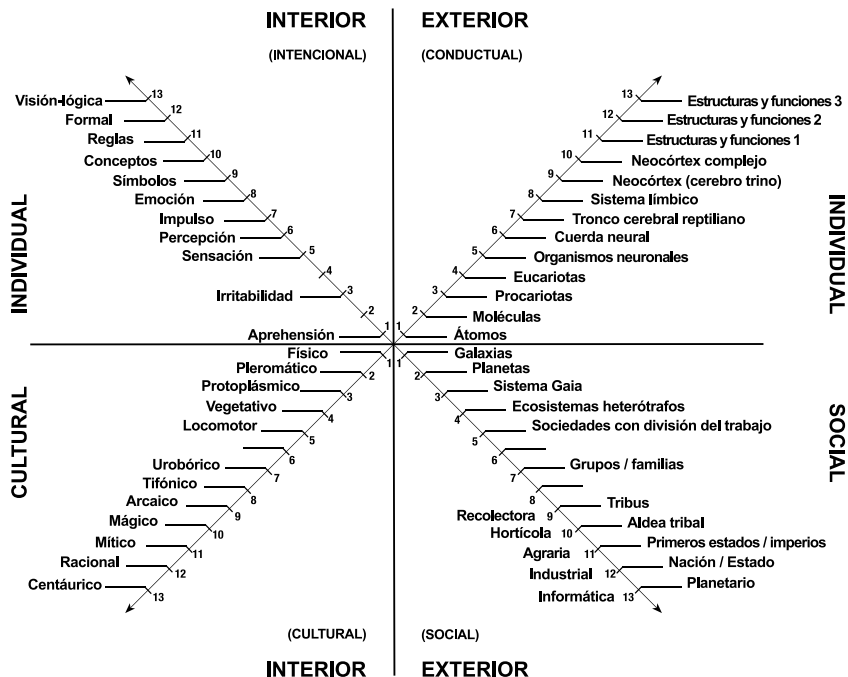 INTERIOR
(INTENCIONAL)
EXTERIOR
(CONDUCTUAL)
INDIVIDUAL
13 Visión-lógica
12 Formal
11 Reglas
10 Conceptos
9 Símbolos
8 Emoción
7 Impulso
6 Percepción
5 Sensación
4
3 Irritabilidad
2
1 Aprehensión
INDIVIDUAL
13 Estructuras y funciones 3
12 Estructuras y funciones 2
11 Estructuras y funciones 1
10 Neocórtex complejo
9 Neocórtex (cerebro trino)
8 Sistema límbico
7 Tronco cerebral reptiliano
6 Cuerda neural
5 Organismos neuronales
4 Eucariotas
3 Procariotas
2 Moléculas
1 Átomos
CULTURAL
Físico 1
Pleromático 2
Protoplásmico 3
Vegetativo 4
Locomotor 5
6
Urobórico 7
Tifónico 8
Arcaico 9
Mágico 10
Mítico 11
Racional 12
Centáurico 13
SOCIAL
1 Galaxias
2 Planetas
3 Sistema Gaia
4 Ecosistemas heterótrafos
5 Sociedades con división del trabajo
6
7 Grupos / familias
8
Recolectora 9 Tribus
Hortícola 10 Aldea tribal
Agraria 11 Primeros estados / imperios
Industrial 12 Nación / Estado
Informática 13 Planetario
(CULTURAL)
INTERIOR
(SOCIAL)
EXTERIOR